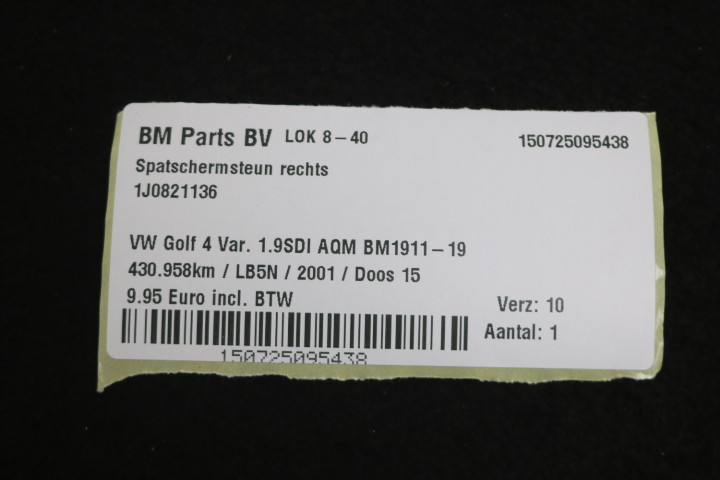 BM Parts BV LOK 8-40 150725095438
Spatschermsteun rechts
1J0821136
VW Golf 4 Var. 1.9SDI AQM BM1911-19
430.958km / LB5N / 2001 / Doos 15
9.95 Euro incl. BTW Verz: 10
Aantal: 1
150725095438